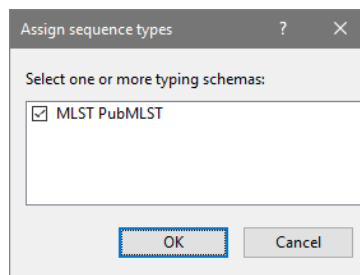 Assign sequence types ? ×
Select one or more typing schemas:
MLST PubMLST
OK Cancel